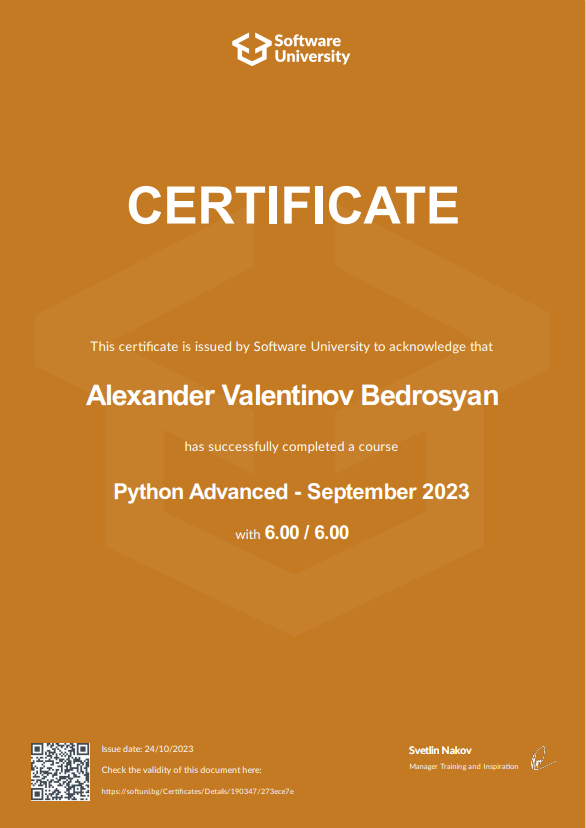 Software
University
CERTIFICATE
This certificate is issued by Software University to acknowledge that
Alexander Valentinov Bedrosyan
has successfully completed a course
Python Advanced - September 2023
with 6.00 / 6.00
Issue date: 24/10/2023
Check the validity of this document here:
https://softuni.bg/Certificates/Details/190347/273ece7e
Svetlin Nakov
Manager Training and Inspiration